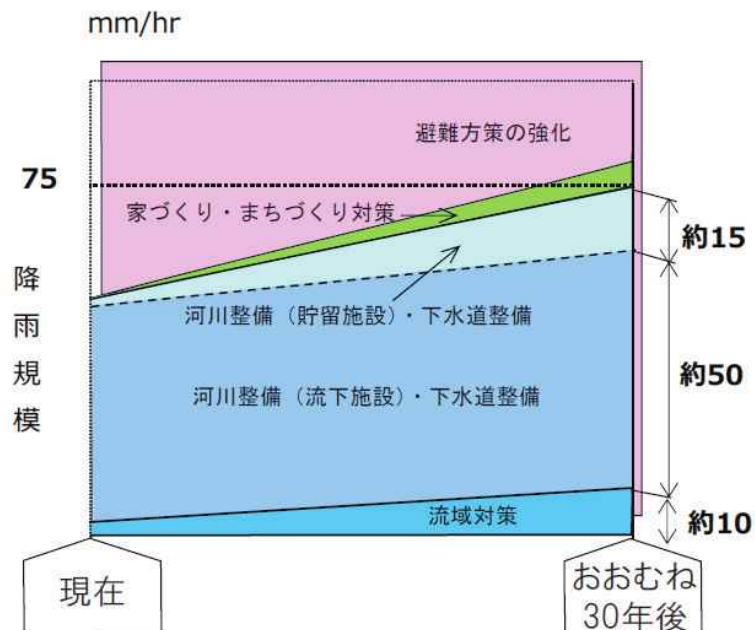 mm/hr
避難方策の強化
75
家づくり・まちづくり対策
約15
降雨規模
河川整備（貯留施設）・下水道整備
約50
河川整備（流下施設）・下水道整備
流域対策
約10
現在
おおむね
30年後